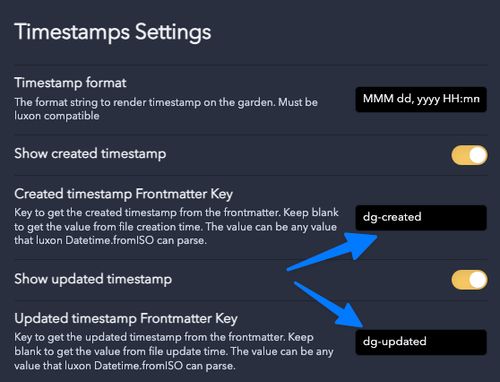 Timestamps Settings
Timestamp format
The format string to render timestamp on the garden. Must be
luxon compatible
MMM dd, yyyy HH:mm
Show created timestamp
Created timestamp Frontmatter Key
Key to get the created timestamp from the frontmatter. Keep blank
to get the value from file creation time. The value can be any value
that luxon Datetime.fromISO can parse.
dg-created
Show updated timestamp
Updated timestamp Frontmatter Key
Key to get the updated timestamp from the frontmatter. Keep
blank to get the value from file update time. The value can be any
value that luxon Datetime.fromISO can parse.
dg-updated